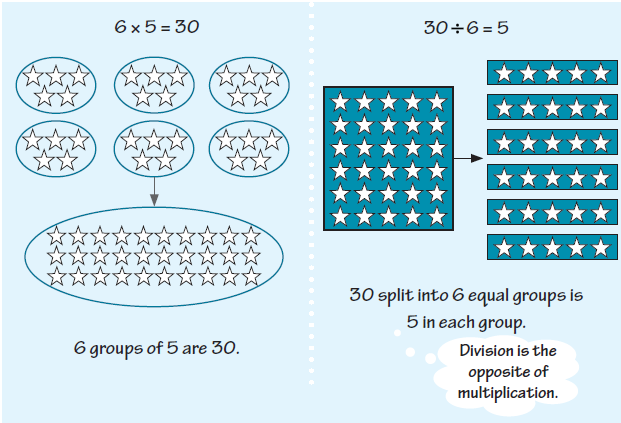 6 × 5 = 30
6 groups of 5 are 30.
30 ÷ 6 = 5
30 split into 6 equal groups is
5 in each group.
Division is the
opposite of
multiplication.